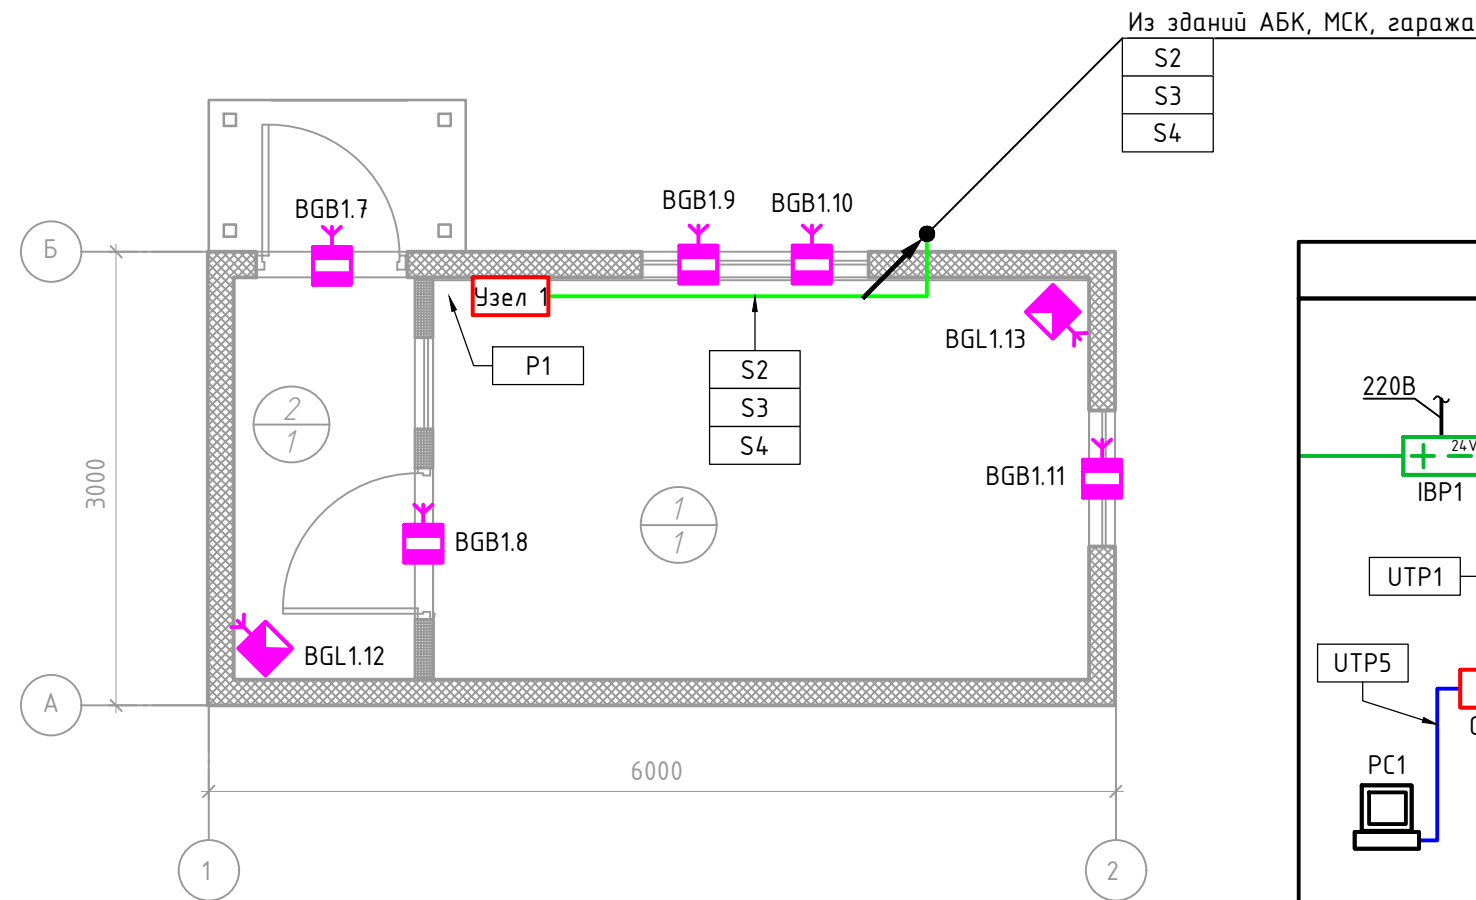 Из зданий АБК, МСК, гаража
S2
S3
S4
BGB1.7
BGB1.9
BGB1.10
Б
Узел 1
P1
S2
S3
S4
BGL1.13
220В
24V
IBP1
2
1
3000
BGB1.11
1
1
BGB1.8
UTP1
BGL1.12
UTP5
А
PC1
6000
1
2